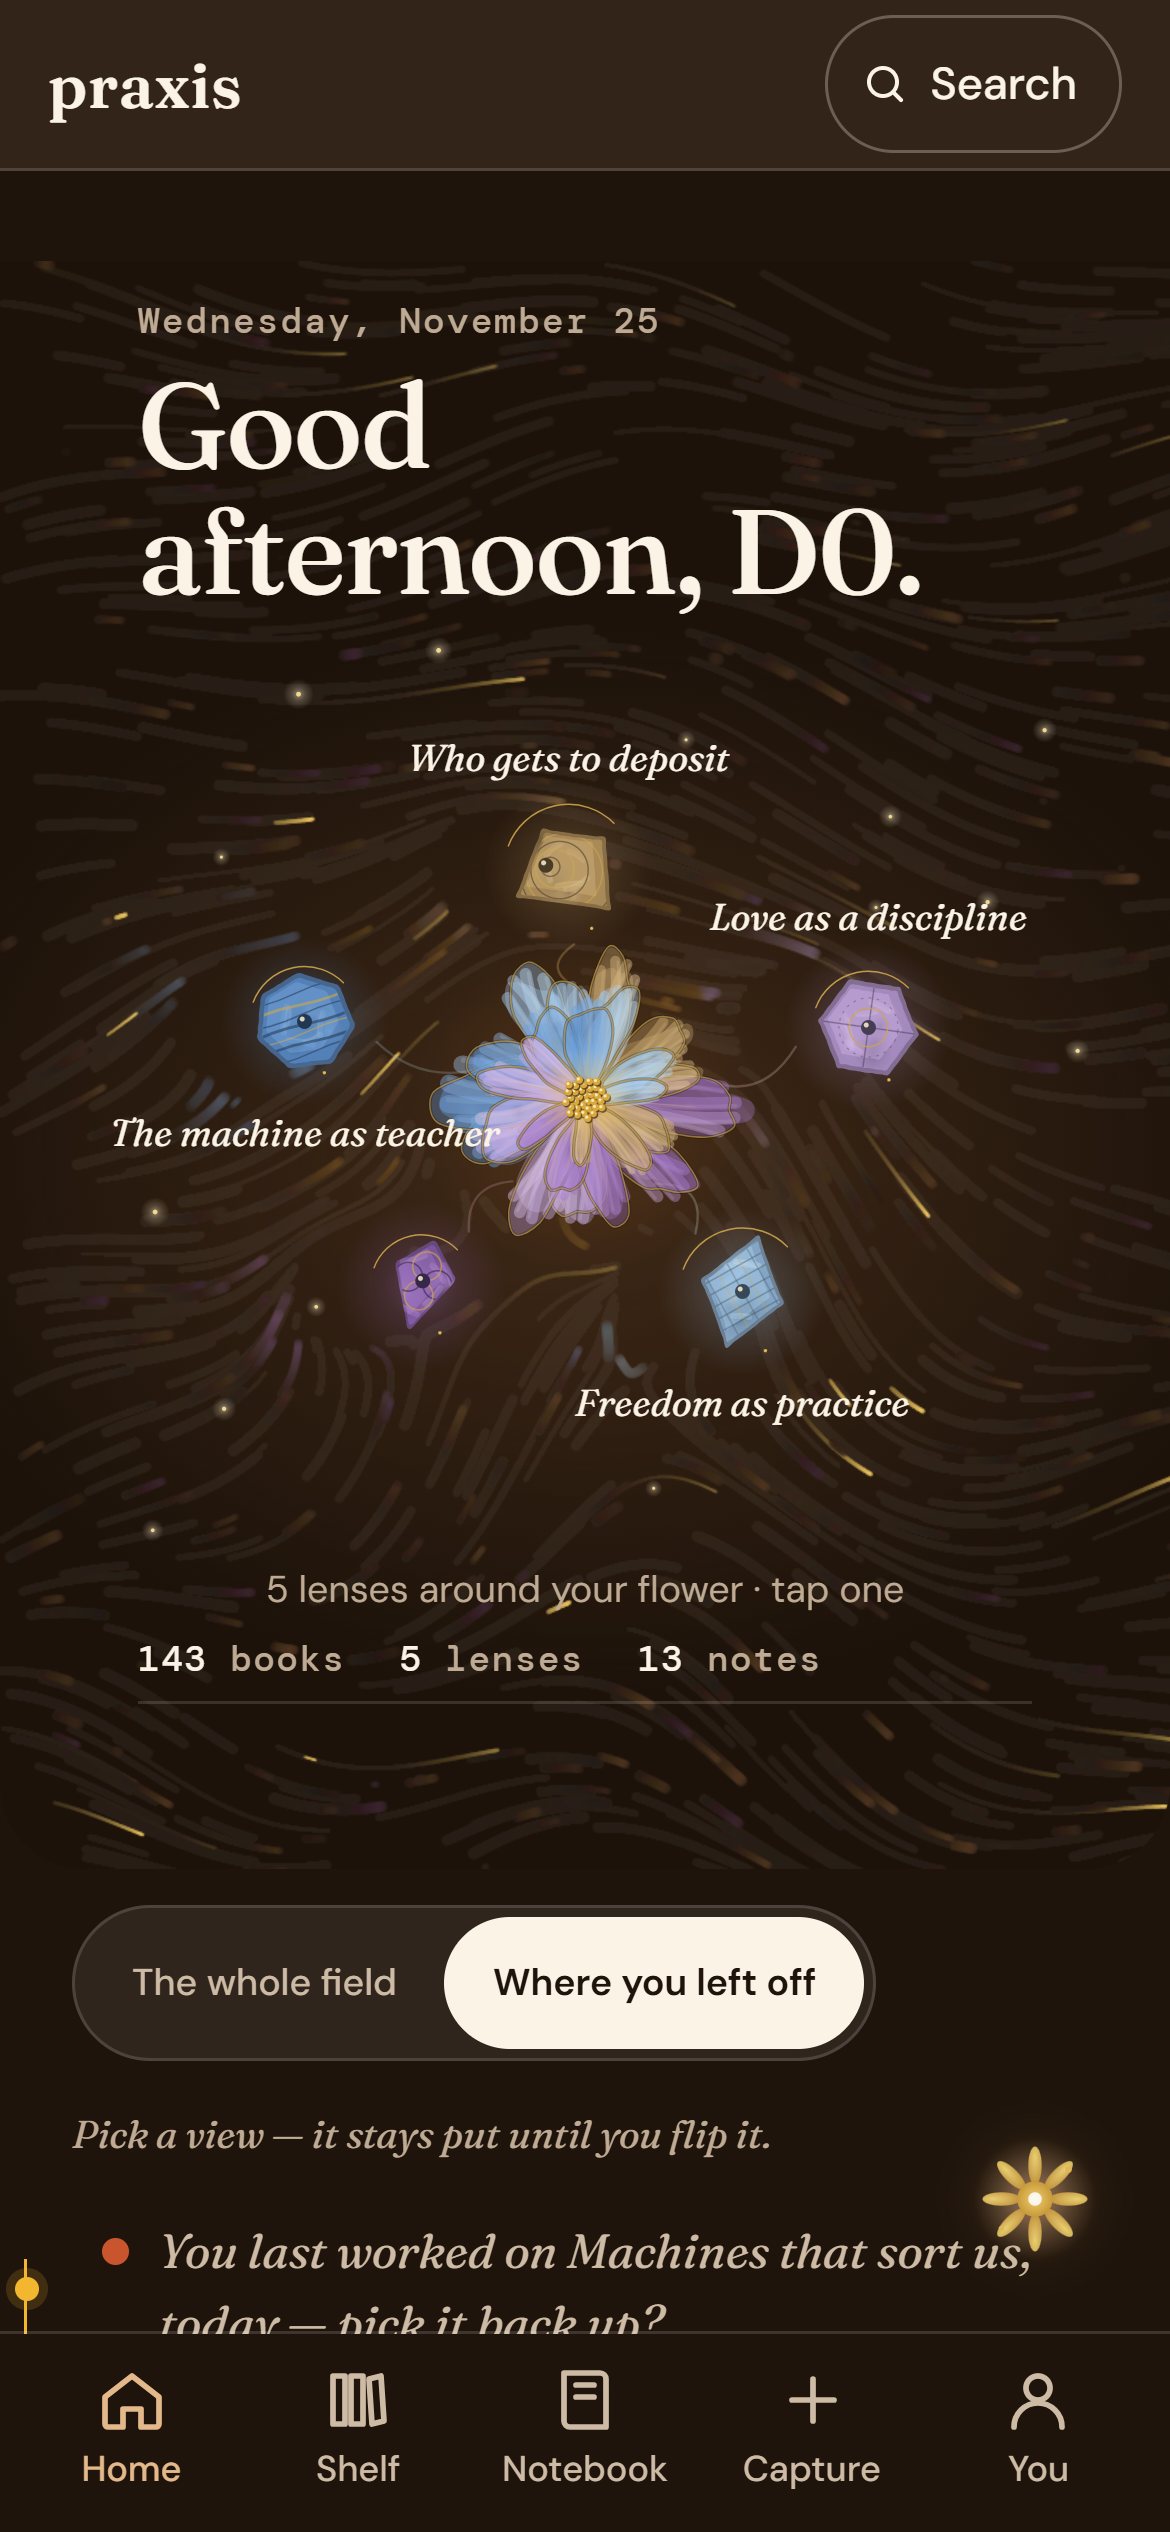 praxis
Search
Wednesday, November 25
Good
afternoon, D0.
Who gets to deposit
Love as a discipline
The machine as teacher
Freedom as practice
5 lenses around your flower · tap one
143 books 5 lenses 13 notes
The whole field
Where you left off
Pick a view — it stays put until you flip it.
You last worked on Machines that sort us,
today — pick it back up?
Home
Shelf
Notebook
Capture
You